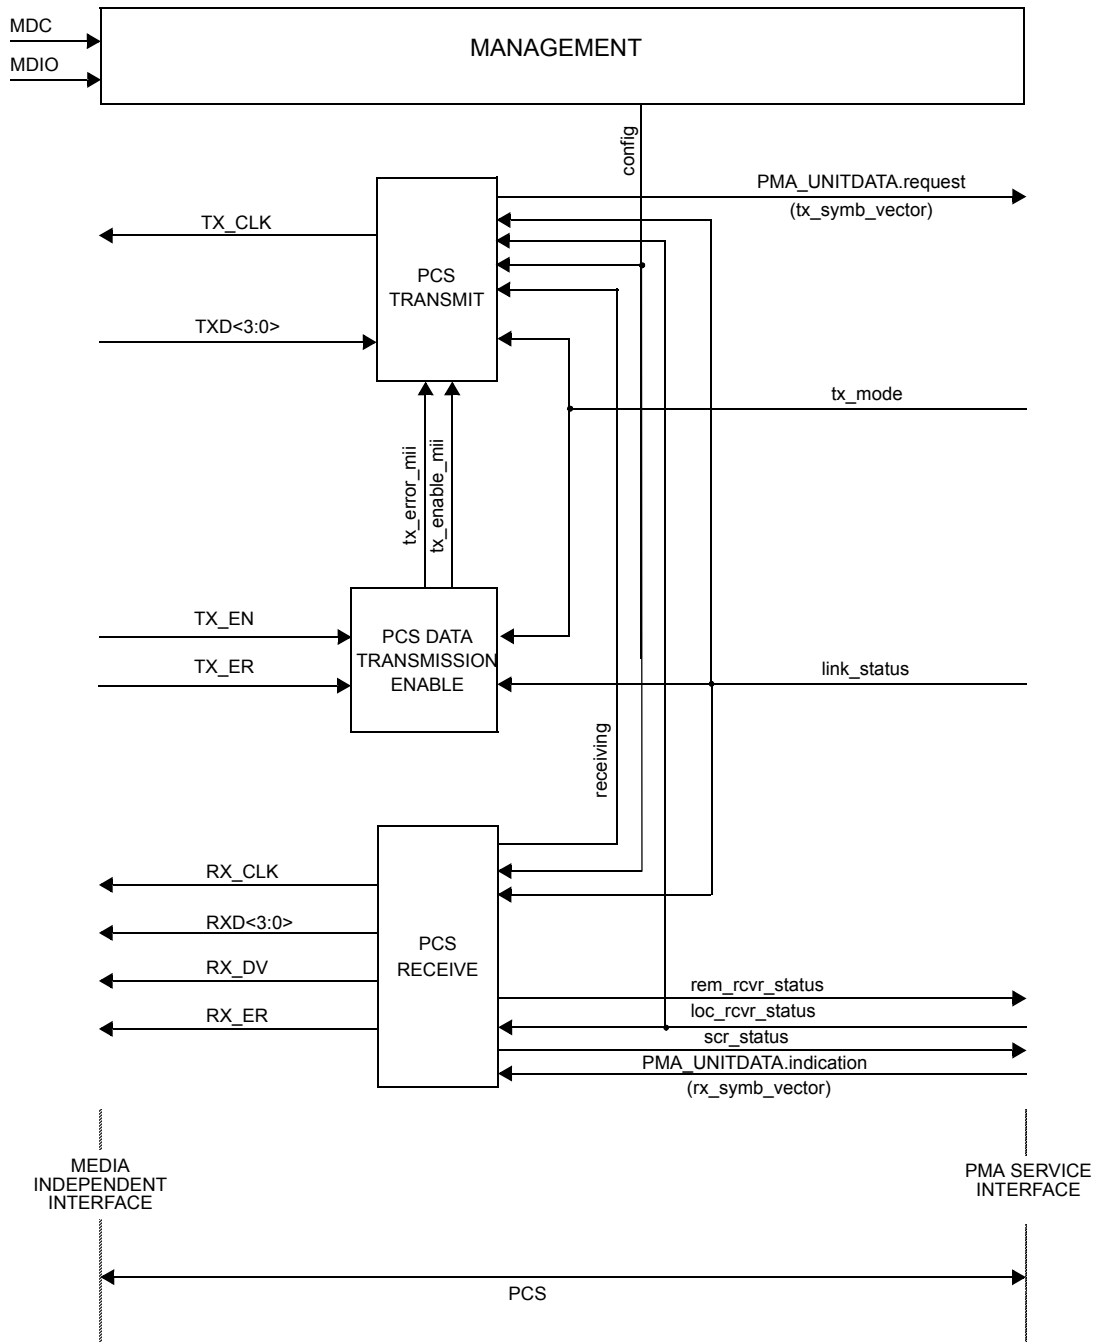 MDC
MANAGEMENT
MDIO
config
PMA_UNITDATA.request
(tx_symb_vector)
TX_CLK
PCS
TRANSMIT
TXD<3:0>
tx_mode
tx_error_mii
tx_enable_mii
TX_EN
PCS DATA
TRANSMISSION
ENABLE
TX_ER
link_status
receiving
RX_CLK
RXD<3:0>
PCS
RECEIVE
RX_DV
RX_ER
rem_rcvr_status
loc_rcvr_status
scr_status
PMA_UNITDATA.indication
(rx_symb_vector)
MEDIA
INDEPENDENT
INTERFACE
PMA SERVICE
INTERFACE
PCS